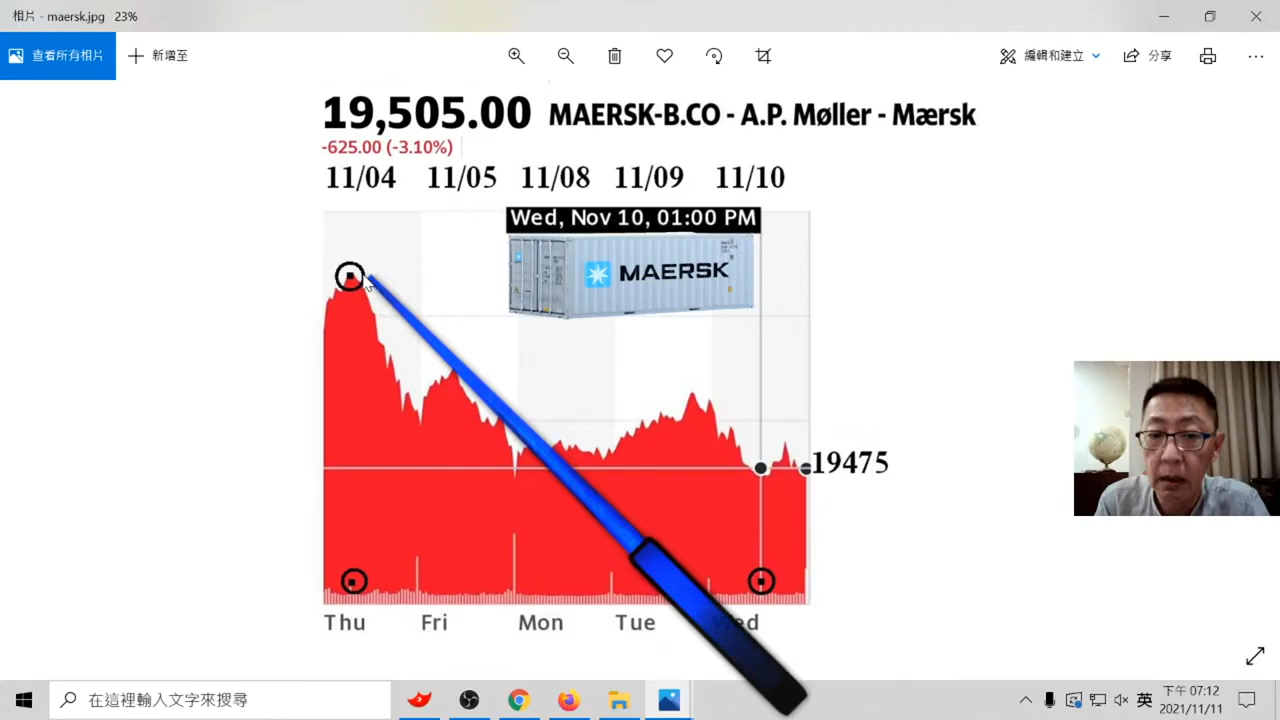 相片 - maersk.jpg 23%
查看所有相片 新增至 編輯和建立 分享
19,505.00 MAERSK-B.CO - A.P. Møller - Mærsk
-625.00 (-3.10%)
11/04 11/05 11/08 11/09 11/10
Wed, Nov 10, 01:00 PM
MAERSK
19475
Thu Fri Mon Tue Wed
在這裡輸入文字來搜尋
英
下午 07:12
2021/11/11